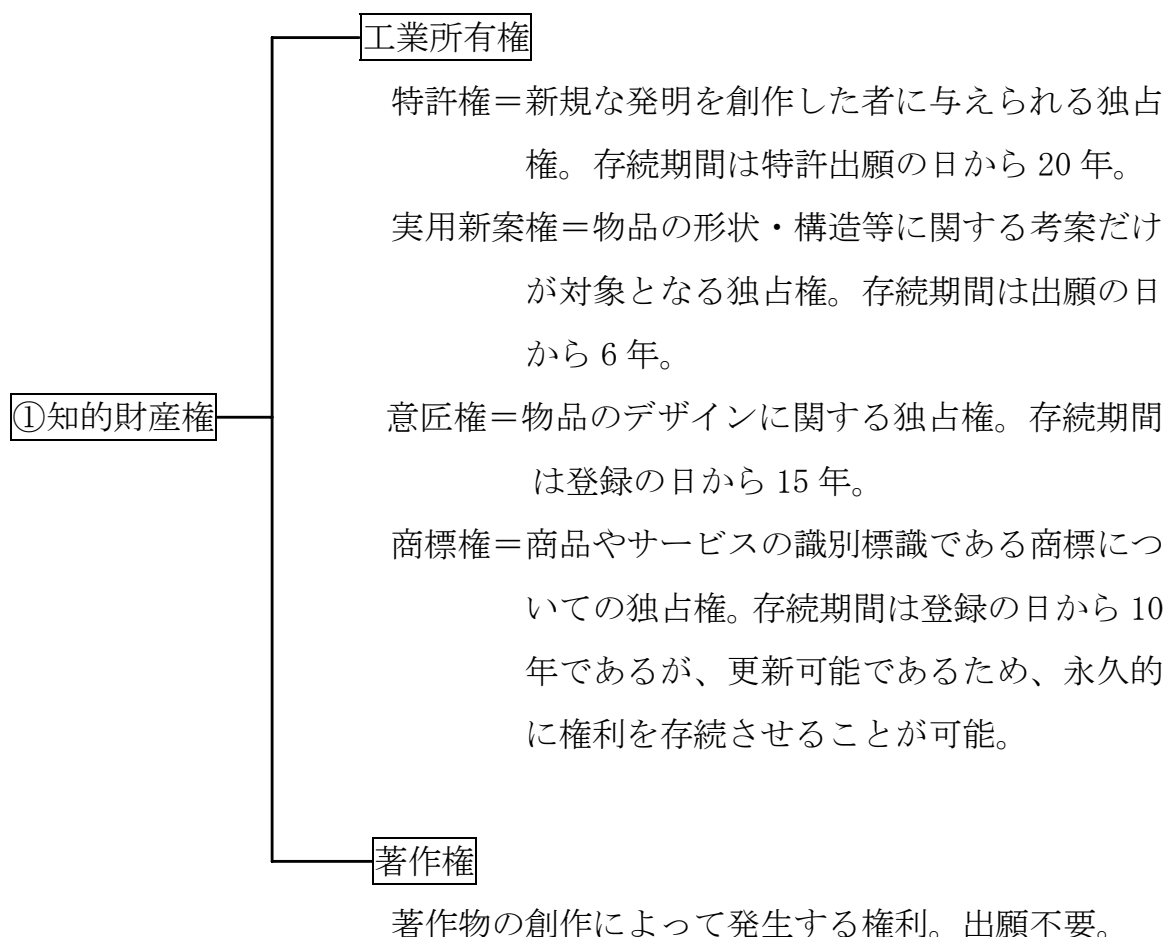 工業所有権
特許権＝新規な発明を創作した者に与えられる独占
権。存続期間は特許出願の日から 20 年。
実用新案権＝物品の形状・構造等に関する考案だけ
が対象となる独占権。存続期間は出願の日
から 6 年。
①知的財産権
意匠権＝物品のデザインに関する独占権。存続期間
は登録の日から 15 年。
商標権＝商品やサービスの識別標識である商標につ
いての独占権。存続期間は登録の日から 10
年であるが、更新可能であるため、永久的
に権利を存続させることが可能。
著作権
著作物の創作によって発生する権利。出願不要。